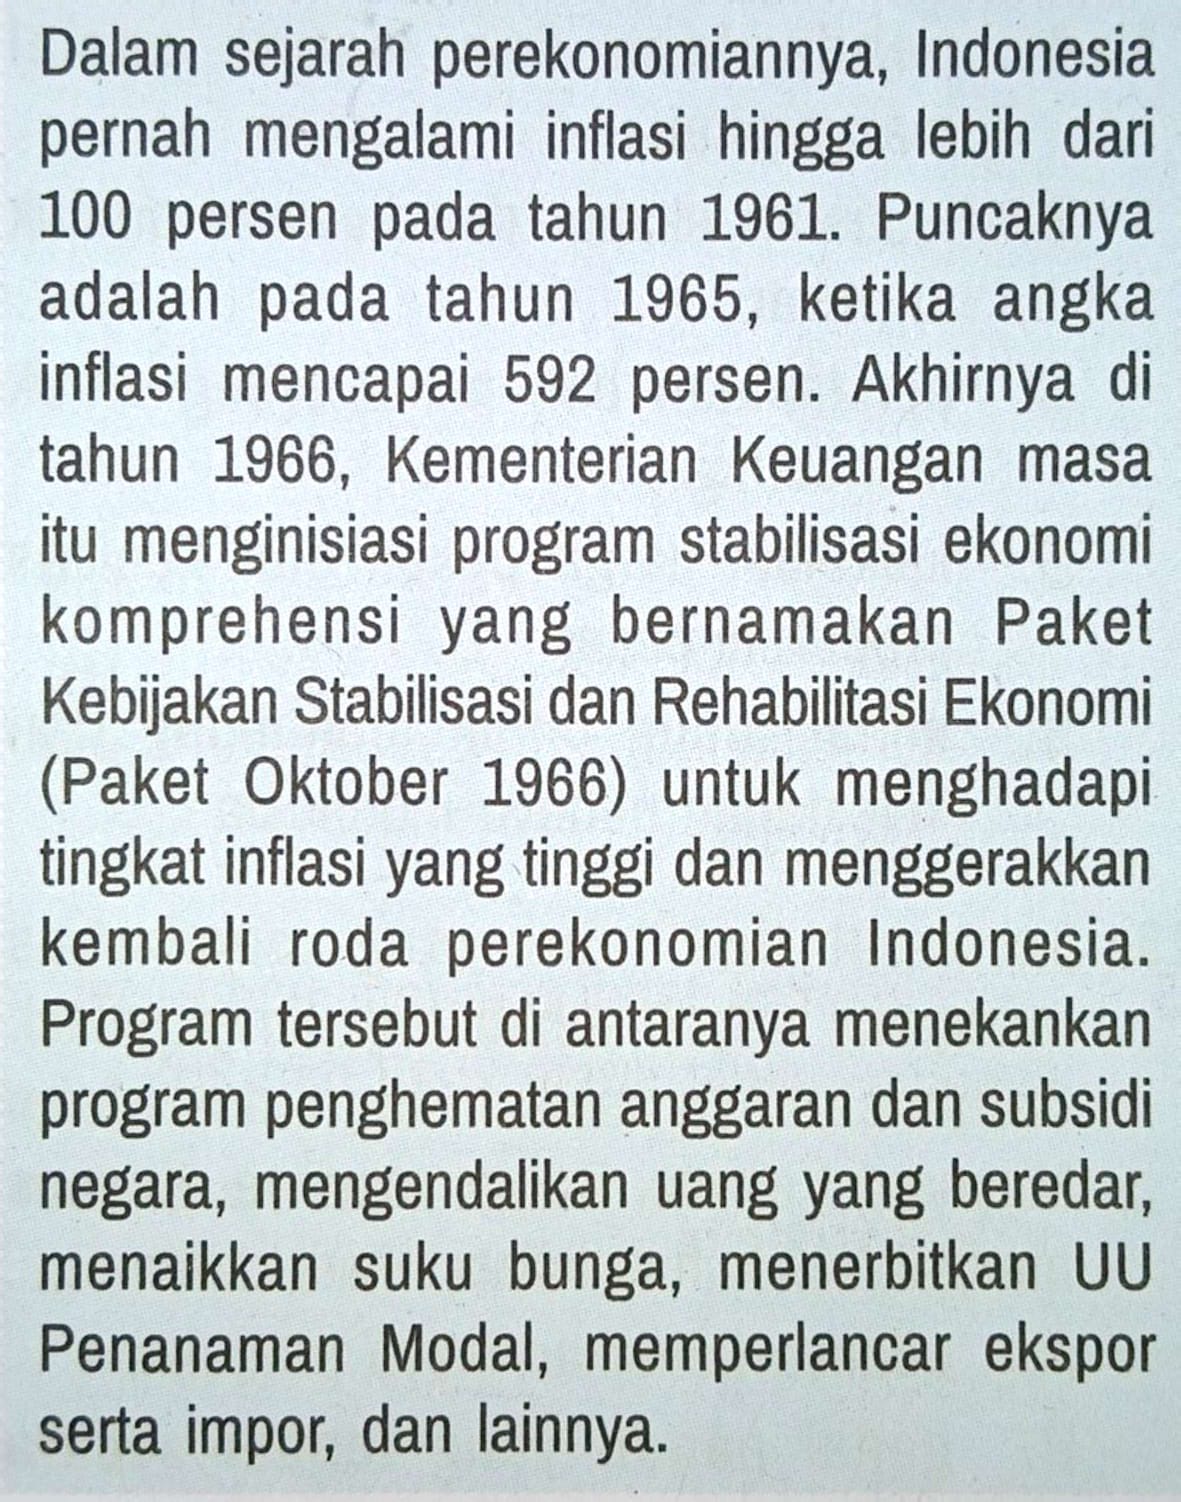 Dalam sejarah perekonomiannya, Indonesia
pernah mengalami inflasi hingga lebih dari
100 persen pada tahun 1961. Puncaknya
adalah pada tahun 1965, ketika angka
inflasi mencapai 592 persen. Akhirnya di
tahun 1966, Kementerian Keuangan masa
itu menginisiasi program stabilisasi ekonomi
komprehensi yang bernamakan Paket
Kebijakan Stabilisasi dan Rehabilitasi Ekonomi
(Paket Oktober 1966) untuk menghadapi
tingkat inflasi yang tinggi dan menggerakkan
kembali roda perekonomian Indonesia.
Program tersebut di antaranya menekankan
program penghematan anggaran dan subsidi
negara, mengendalikan uang yang beredar,
menaikkan suku bunga, menerbitkan UU
Penanaman Modal, memperlancar ekspor
serta impor, dan lainnya.